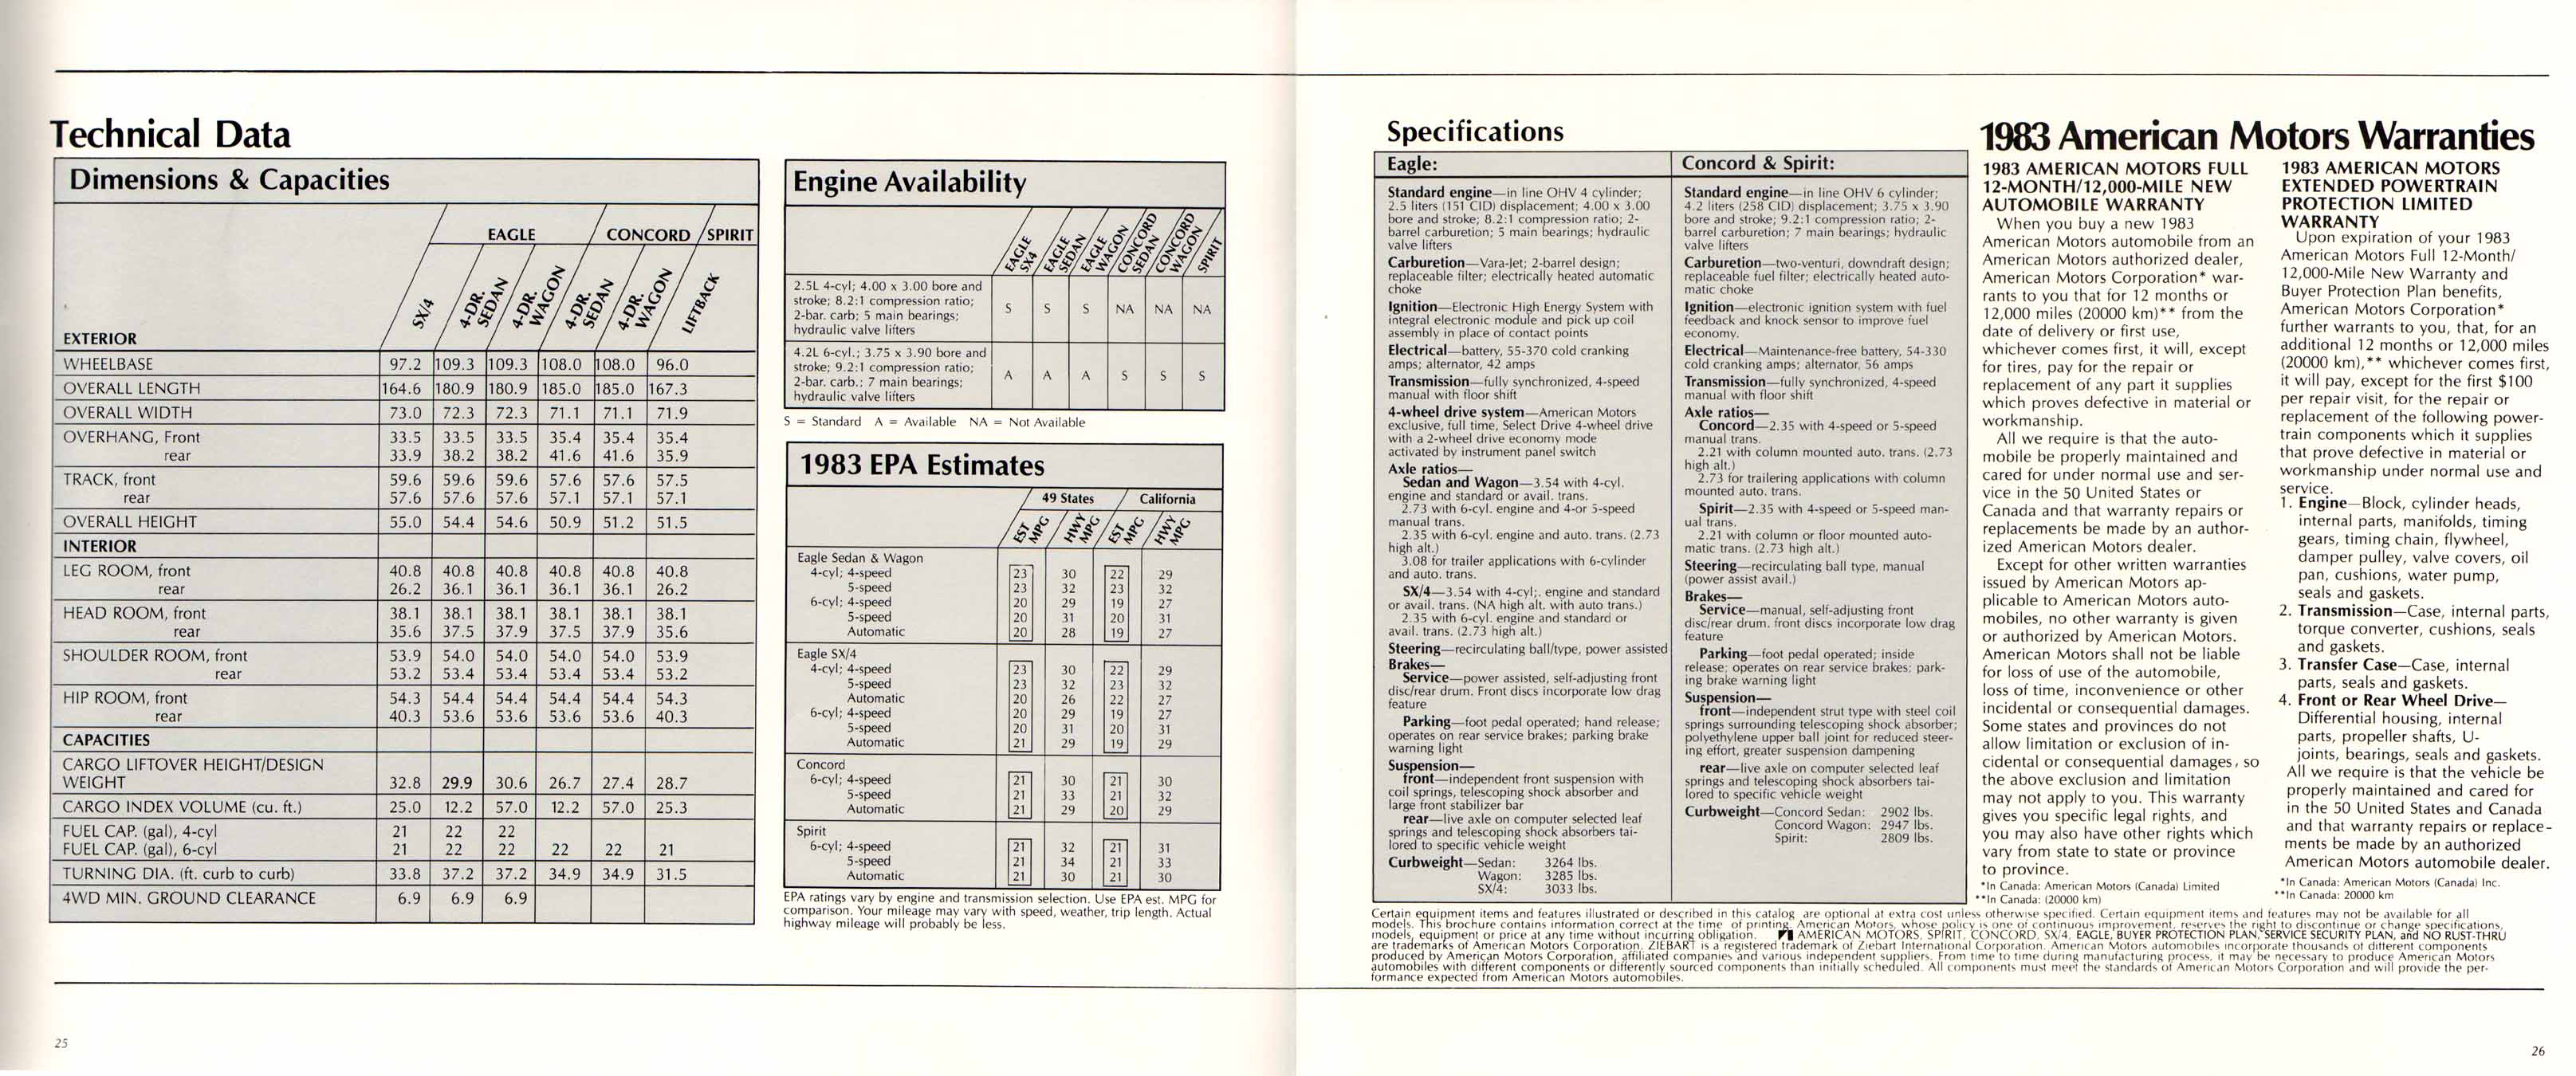 Technical Data
Dimensions & Capacities
EAGLE CONCORD SPIRIT
SX/4 4-DR. SEDAN 4-DR. WAGON 4-DR. SEDAN 4-DR. WAGON LIFTBACK
EXTERIOR
WHEELBASE 97.2 109.3 109.3 108.0 108.0 96.0
OVERALL LENGTH 164.6 180.9 180.9 185.0 185.0 167.3
OVERALL WIDTH 73.0 72.3 72.3 71.1 71.1 71.9
OVERHANG, Front 33.5 33.5 33.5 35.4 35.4 35.4
rear 33.9 38.2 38.2 41.6 41.6 35.9
TRACK, front 59.6 59.6 59.6 57.6 57.6 57.5
rear 57.6 57.6 57.6 57.1 57.1 57.1
OVERALL HEIGHT 55.0 54.4 54.6 50.9 51.2 51.5
INTERIOR
LEG ROOM, front 40.8 40.8 40.8 40.8 40.8 40.8
rear 26.2 36.1 36.1 36.1 36.1 26.2
HEAD ROOM, front 38.1 38.1 38.1 38.1 38.1 38.1
rear 35.6 37.5 37.9 37.5 37.9 35.6
SHOULDER ROOM, front 53.9 54.0 54.0 54.0 54.0 53.9
rear 53.2 53.4 53.4 53.4 53.4 53.2
HIP ROOM, front 54.3 54.4 54.4 54.4 54.4 54.3
rear 40.3 53.6 53.6 53.6 53.6 40.3
CAPACITIES
CARGO LIFTOVER HEIGHT/DESIGN
WEIGHT 32.8 29.9 30.6 26.7 27.4 28.7
CARGO INDEX VOLUME (cu. ft.) 25.0 12.2 57.0 12.2 57.0 25.3
FUEL CAP. (gal), 4-cyl 21 22 22
FUEL CAP. (gal), 6-cyl 21 22 22 22 22 21
TURNING DIA. (ft. curb to curb) 33.8 37.2 37.2 34.9 34.9 31.5
4WD MIN. GROUND CLEARANCE 6.9 6.9 6.9
25
Engine Availability
EAGLE SX4 EAGLE SEDAN EAGLE WAGON CONCORD SEDAN CONCORD WAGON SPIRIT
2.5L 4-cyl; 4.00 x 3.00 bore and
stroke; 8.2:1 compression ratio;
2-bar. carb; 5 main bearings; S S S NA NA NA
hydraulic valve lifters
4.2L 6-cyl.; 3.75 x 3.90 bore and
stroke; 9.2:1 compression ratio;
2-bar. carb.; 7 main bearings; A A A S S S
hydraulic valve lifters
S = Standard A = Available NA = Not Available
1983 EPA Estimates
49 States California
EST MPG HWY MPG EST MPG HWY MPG
Eagle Sedan & Wagon
4-cyl; 4-speed 23 30 22 29
5-speed 23 32 23 32
6-cyl; 4-speed 20 29 19 27
5-speed 20 31 20 31
Automatic 20 28 19 27
Eagle SX/4
4-cyl; 4-speed 23 30 22 29
5-speed 23 32 23 32
Automatic 20 26 22 27
6-cyl; 4-speed 20 29 19 27
5-speed 20 31 20 31
Automatic 21 29 19 29
Concord
6-cyl; 4-speed 21 30 21 30
5-speed 21 33 21 32
Automatic 21 29 20 29
Spirit
6-cyl; 4-speed 21 32 21 31
5-speed 21 34 21 33
Automatic 21 30 21 30
EPA ratings vary by engine and transmission selection. Use EPA est. MPG for
comparison. Your mileage may vary with speed, weather, trip length. Actual
highway mileage will probably be less.
Specifications
Eagle:
Standard engine—in line OHV 4 cylinder;
2.5 liters (151 CID) displacement; 4.00 x 3.00
bore and stroke; 8.2:1 compression ratio; 2-
barrel carburetion; 5 main bearings; hydraulic
valve lifters
Carburetion—Vara-Jet; 2-barrel design;
replaceable filter; electrically heated automatic
choke
Ignition—Electronic High Energy System with
integral electronic module and pick up coil
assembly in place of contact points
Electrical—battery, 55-370 cold cranking
amps; alternator, 42 amps
Transmission—fully synchronized, 4-speed
manual with floor shift
4-wheel drive system—American Motors
exclusive, full time, Select Drive 4-wheel drive
with a 2-wheel drive economy mode
activated by instrument panel switch
Axle ratios—
Sedan and Wagon—3.54 with 4-cyl.
engine and standard or avail. trans.
2.73 with 6-cyl. engine and 4-or 5-speed
manual trans.
2.35 with 6-cyl. engine and auto. trans. (2.73
high alt.)
3.08 for trailer applications with 6-cylinder
and auto. trans.
SX/4—3.54 with 4-cyl;. engine and standard
or avail. trans. (NA high alt. with auto trans.)
2.35 with 6-cyl. engine and standard or
avail. trans. (2.73 high alt.)
Steering—recirculating ball/type, power assisted
Brakes—
Service—power assisted, self-adjusting front
disc/rear drum. Front discs incorporate low drag
feature
Parking—foot pedal operated; hand release;
operates on rear service brakes; parking brake
warning light
Suspension—
front—independent front suspension with
coil springs, telescoping shock absorber and
large front stabilizer bar
rear—live axle on computer selected leaf
springs and telescoping shock absorbers tai-
lored to specific vehicle weight
Curbweight—Sedan: 3264 lbs.
Wagon: 3285 lbs.
SX/4: 3033 lbs.
Concord & Spirit:
Standard engine—in line OHV 6 cylinder;
4.2 liters (258 CID) displacement; 3.75 x 3.90
bore and stroke; 9.2:1 compression ratio; 2-
barrel carburetion; 7 main bearings; hydraulic
valve lifters
Carburetion—two-venturi, downdraft design;
replaceable fuel filter; electrically heated auto-
matic choke
Ignition—electronic ignition system with fuel
feedback and knock sensor to improve fuel
economy.
Electrical—Maintenance-free battery, 54-330
cold cranking amps; alternator, 56 amps
Transmission—fully synchronized, 4-speed
manual with floor shift
Axle ratios—
Concord—2.35 with 4-speed or 5-speed
manual trans.
2.21 with column mounted auto. trans. (2.73
high alt.)
2.73 for trailering applications with column
mounted auto. trans.
Spirit—2.35 with 4-speed or 5-speed man-
ual trans.
2.21 with column or floor mounted auto-
matic trans. (2.73 high alt.)
Steering—recirculating ball type, manual
(power assist avail.)
Brakes—
Service—manual, self-adjusting front
disc/rear drum. front discs incorporate low drag
feature
Parking—foot pedal operated; inside
release; operates on rear service brakes; park-
ing brake warning light
Suspension—
front—independent strut type with steel coil
springs surrounding telescoping shock absorber;
polyethylene upper ball joint for reduced steer-
ing effort, greater suspension dampening
rear—live axle on computer selected leaf
springs and telescoping shock absorbers tai-
lored to specific vehicle weight
Curbweight—Concord Sedan: 2902 lbs.
Concord Wagon: 2947 lbs.
Spirit: 2809 lbs.
1983 American Motors Warranties
1983 AMERICAN MOTORS FULL
12-MONTH/12,000-MILE NEW
AUTOMOBILE WARRANTY
When you buy a new 1983
American Motors automobile from an
American Motors authorized dealer,
American Motors Corporation* war-
rants to you that for 12 months or
12,000 miles (20000 km)** from the
date of delivery or first use,
whichever comes first, it will, except
for tires, pay for the repair or
replacement of any part it supplies
which proves defective in material or
workmanship.
All we require is that the auto-
mobile be properly maintained and
cared for under normal use and ser-
vice in the 50 United States or
Canada and that warranty repairs or
replacements be made by an author-
ized American Motors dealer.
Except for other written warranties
issued by American Motors ap-
plicable to American Motors auto-
mobiles, no other warranty is given
or authorized by American Motors.
American Motors shall not be liable
for loss of use of the automobile,
loss of time, inconvenience or other
incidental or consequential damages.
Some states and provinces do not
allow limitation or exclusion of in-
cidental or consequential damages, so
the above exclusion and limitation
may not apply to you. This warranty
gives you specific legal rights, and
you may also have other rights which
vary from state to state or province
to province.
*In Canada: American Motors (Canada) Limited
**In Canada: (20000 km)
1983 AMERICAN MOTORS
EXTENDED POWERTRAIN
PROTECTION LIMITED
WARRANTY
Upon expiration of your 1983
American Motors Full 12-Month/
12,000-Mile New Warranty and
Buyer Protection Plan benefits,
American Motors Corporation*
further warrants to you, that, for an
additional 12 months or 12,000 miles
(20000 km),** whichever comes first,
it will pay, except for the first $100
per repair visit, for the repair or
replacement of the following power-
train components which it supplies
that prove defective in material or
workmanship under normal use and
service.
1. Engine—Block, cylinder heads,
internal parts, manifolds, timing
gears, timing chain, flywheel,
damper pulley, valve covers, oil
pan, cushions, water pump,
seals and gaskets.
2. Transmission—Case, internal parts,
torque converter, cushions, seals
and gaskets.
3. Transfer Case—Case, internal
parts, seals and gaskets.
4. Front or Rear Wheel Drive—
Differential housing, internal
parts, propeller shafts, U-
joints, bearings, seals and gaskets.
All we require is that the vehicle be
properly maintained and cared for
in the 50 United States and Canada
and that warranty repairs or replace-
ments be made by an authorized
American Motors automobile dealer.
*In Canada: American Motors (Canada) Inc.
**In Canada: 20000 km
Certain equipment items and features illustrated or described in this catalog are optional at extra cost unless otherwise specified. Certain equipment items and features may not be available for all
models. This brochure contains information correct at the time of printing. American Motors, whose policy is one of continuous improvement, reserves the right to discontinue or change specifications,
models, equipment or price at any time without incurring obligation. AMERICAN MOTORS, SPIRIT, CONCORD, SX/4, EAGLE, BUYER PROTECTION PLAN, SERVICE SECURITY PLAN, and NO RUST-THRU
are trademarks of American Motors Corporation. ZIEBART is a registered trademark of Ziebart International Corporation. American Motors automobiles incorporate thousands of different components
produced by American Motors Corporation, affiliated companies and various independent suppliers. From time to time during manufacturing process, it may be necessary to produce American Motors
automobiles with different components or differently sourced components than initially scheduled. All components must meet the standards of American Motors Corporation and will provide the per-
formance expected from American Motors automobiles.
26